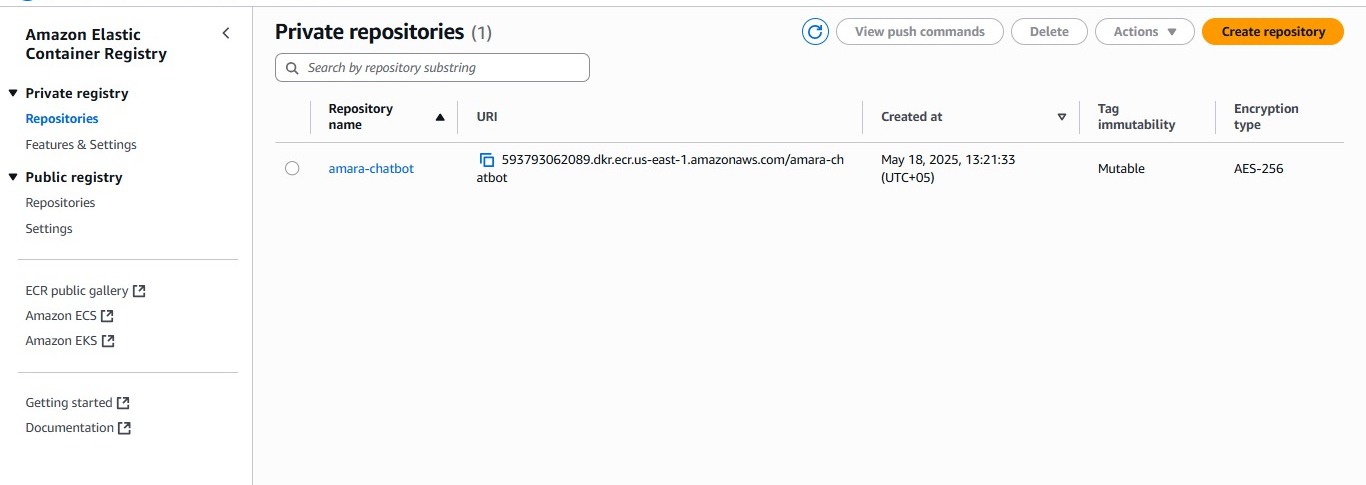 Amazon Elastic
Container Registry
Private registry
Repositories
Features & Settings
Public registry
Repositories
Settings
ECR public gallery
Amazon ECS
Amazon EKS
Getting started
Documentation
Private repositories (1)
View push commands
Delete
Actions
Create repository
Search by repository substring
Repository
name
URI
Created at
Tag
immutability
Encryption
type
amara-chatbot
593793062089.dkr.ecr.us-east-1.amazonaws.com/amara-ch
atbot
May 18, 2025, 13:21:33
(UTC+05)
Mutable
AES-256